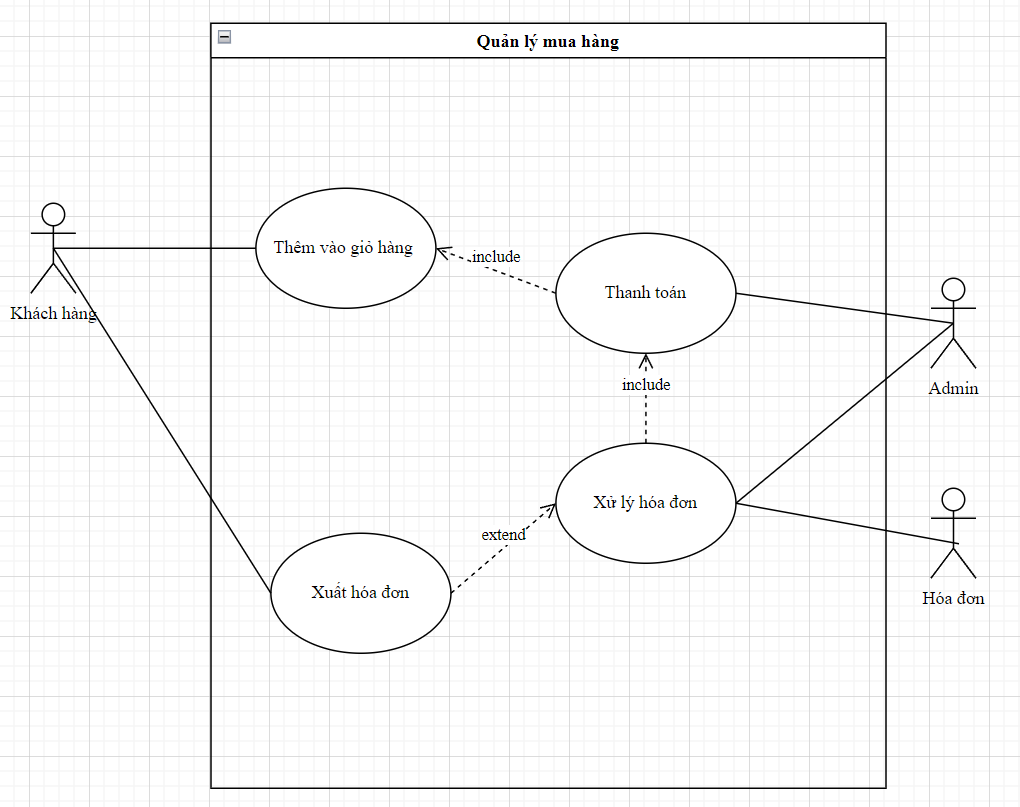 Quản lý mua hàng
Thêm vào giỏ hàng
include
Thanh toán
Khách hàng
include
Admin
Xử lý hóa đơn
extend
Xuất hóa đơn
Hóa đơn